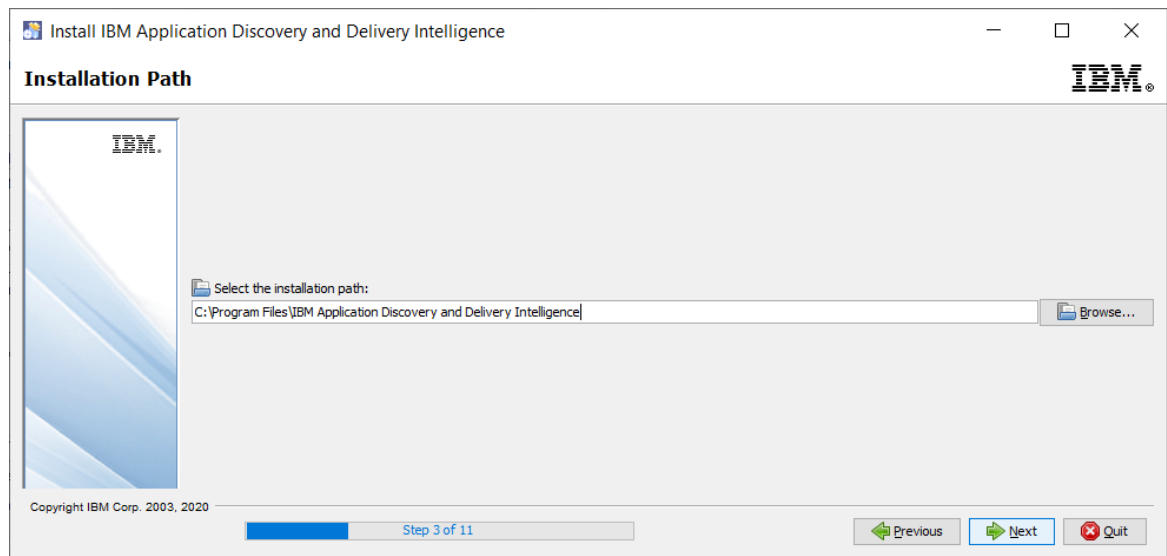 Install IBM Application Discovery and Delivery Intelligence
Installation Path
IBM®
IBM.
Select the installation path:
C:\Program Files\IBM Application Discovery and Delivery Intelligence
Browse...
Copyright IBM Corp. 2003, 2020
Step 3 of 11
Previous
Next
Quit